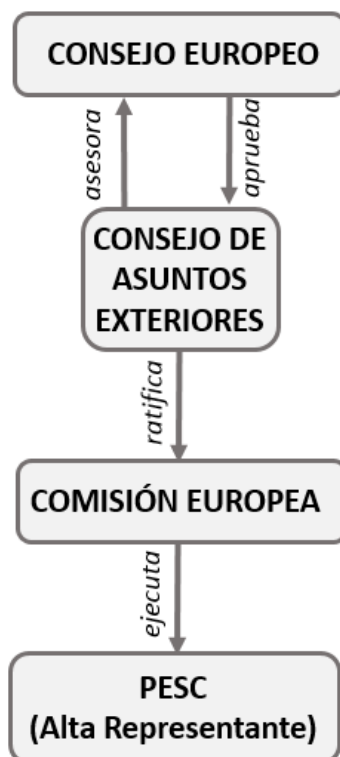 CONSEJO EUROPEO
asesora
aprueba
CONSEJO DE
ASUNTOS
EXTERIORES
ratifica
COMISIÓN EUROPEA
ejecuta
PESC
(Alta Representante)